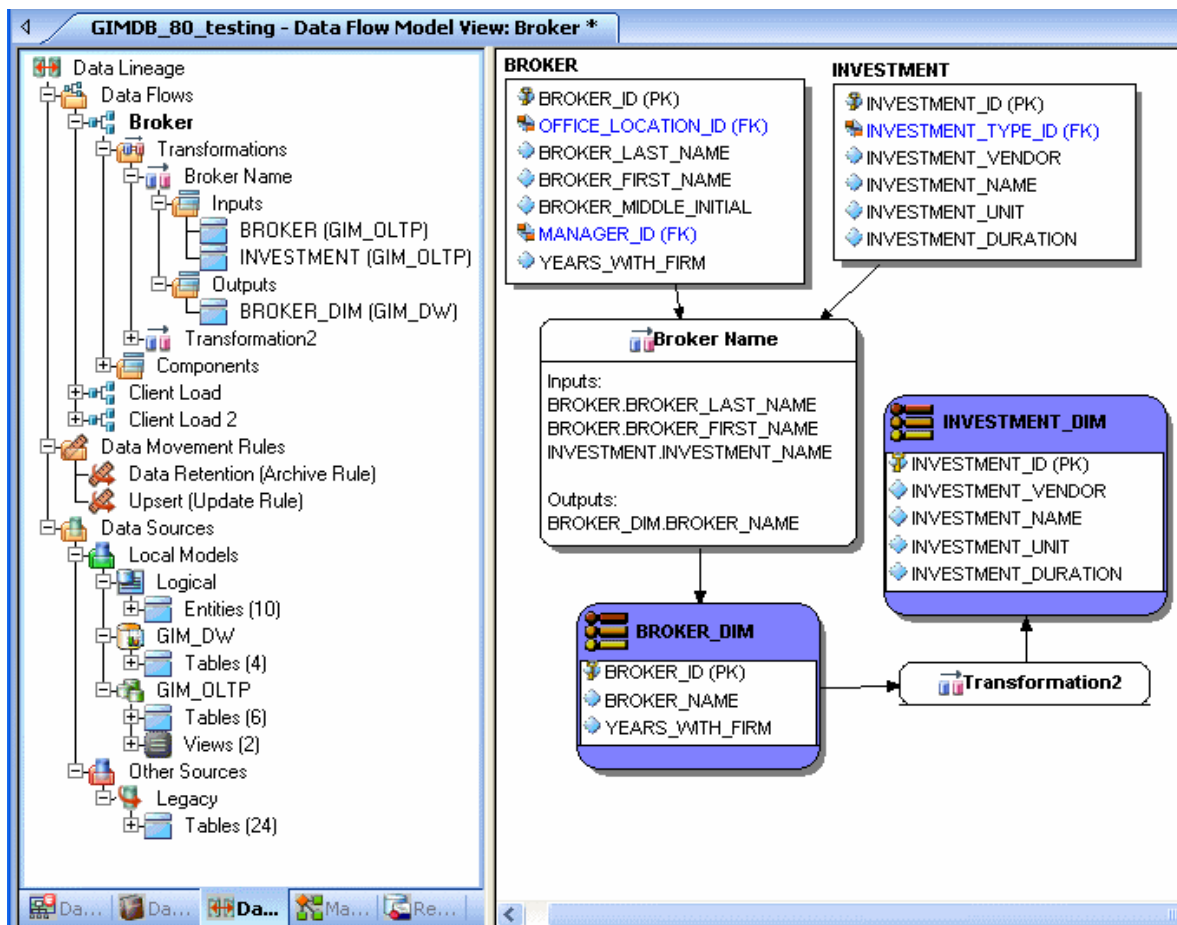 GIMDB_80_testing - Data Flow Model View: Broker *
Data Lineage
Data Flows
Broker
Transformations
Broker Name
Inputs
BROKER (GIM_OLTP)
INVESTMENT (GIM_OLTP)
Outputs
BROKER_DIM (GIM_DW)
Transformation2
Components
Client Load
Client Load 2
Data Movement Rules
Data Retention (Archive Rule)
Upsert (Update Rule)
Data Sources
Local Models
Logical
Entities (10)
GIM_DW
Tables (4)
GIM_OLTP
Tables (6)
Views (2)
Other Sources
Legacy
Tables (24)
Da...
Da...
Da...
Ma...
Re...
BROKER
BROKER_ID (PK)
OFFICE_LOCATION_ID (FK)
BROKER_LAST_NAME
BROKER_FIRST_NAME
BROKER_MIDDLE_INITIAL
MANAGER_ID (FK)
YEARS_WITH_FIRM
INVESTMENT
INVESTMENT_ID (PK)
INVESTMENT_TYPE_ID (FK)
INVESTMENT_VENDOR
INVESTMENT_NAME
INVESTMENT_UNIT
INVESTMENT_DURATION
Broker Name
Inputs:
BROKER.BROKER_LAST_NAME
BROKER.BROKER_FIRST_NAME
INVESTMENT.INVESTMENT_NAME
Outputs:
BROKER_DIM.BROKER_NAME
INVESTMENT_DIM
INVESTMENT_ID (PK)
INVESTMENT_VENDOR
INVESTMENT_NAME
INVESTMENT_UNIT
INVESTMENT_DURATION
BROKER_DIM
BROKER_ID (PK)
BROKER_NAME
YEARS_WITH_FIRM
Transformation2